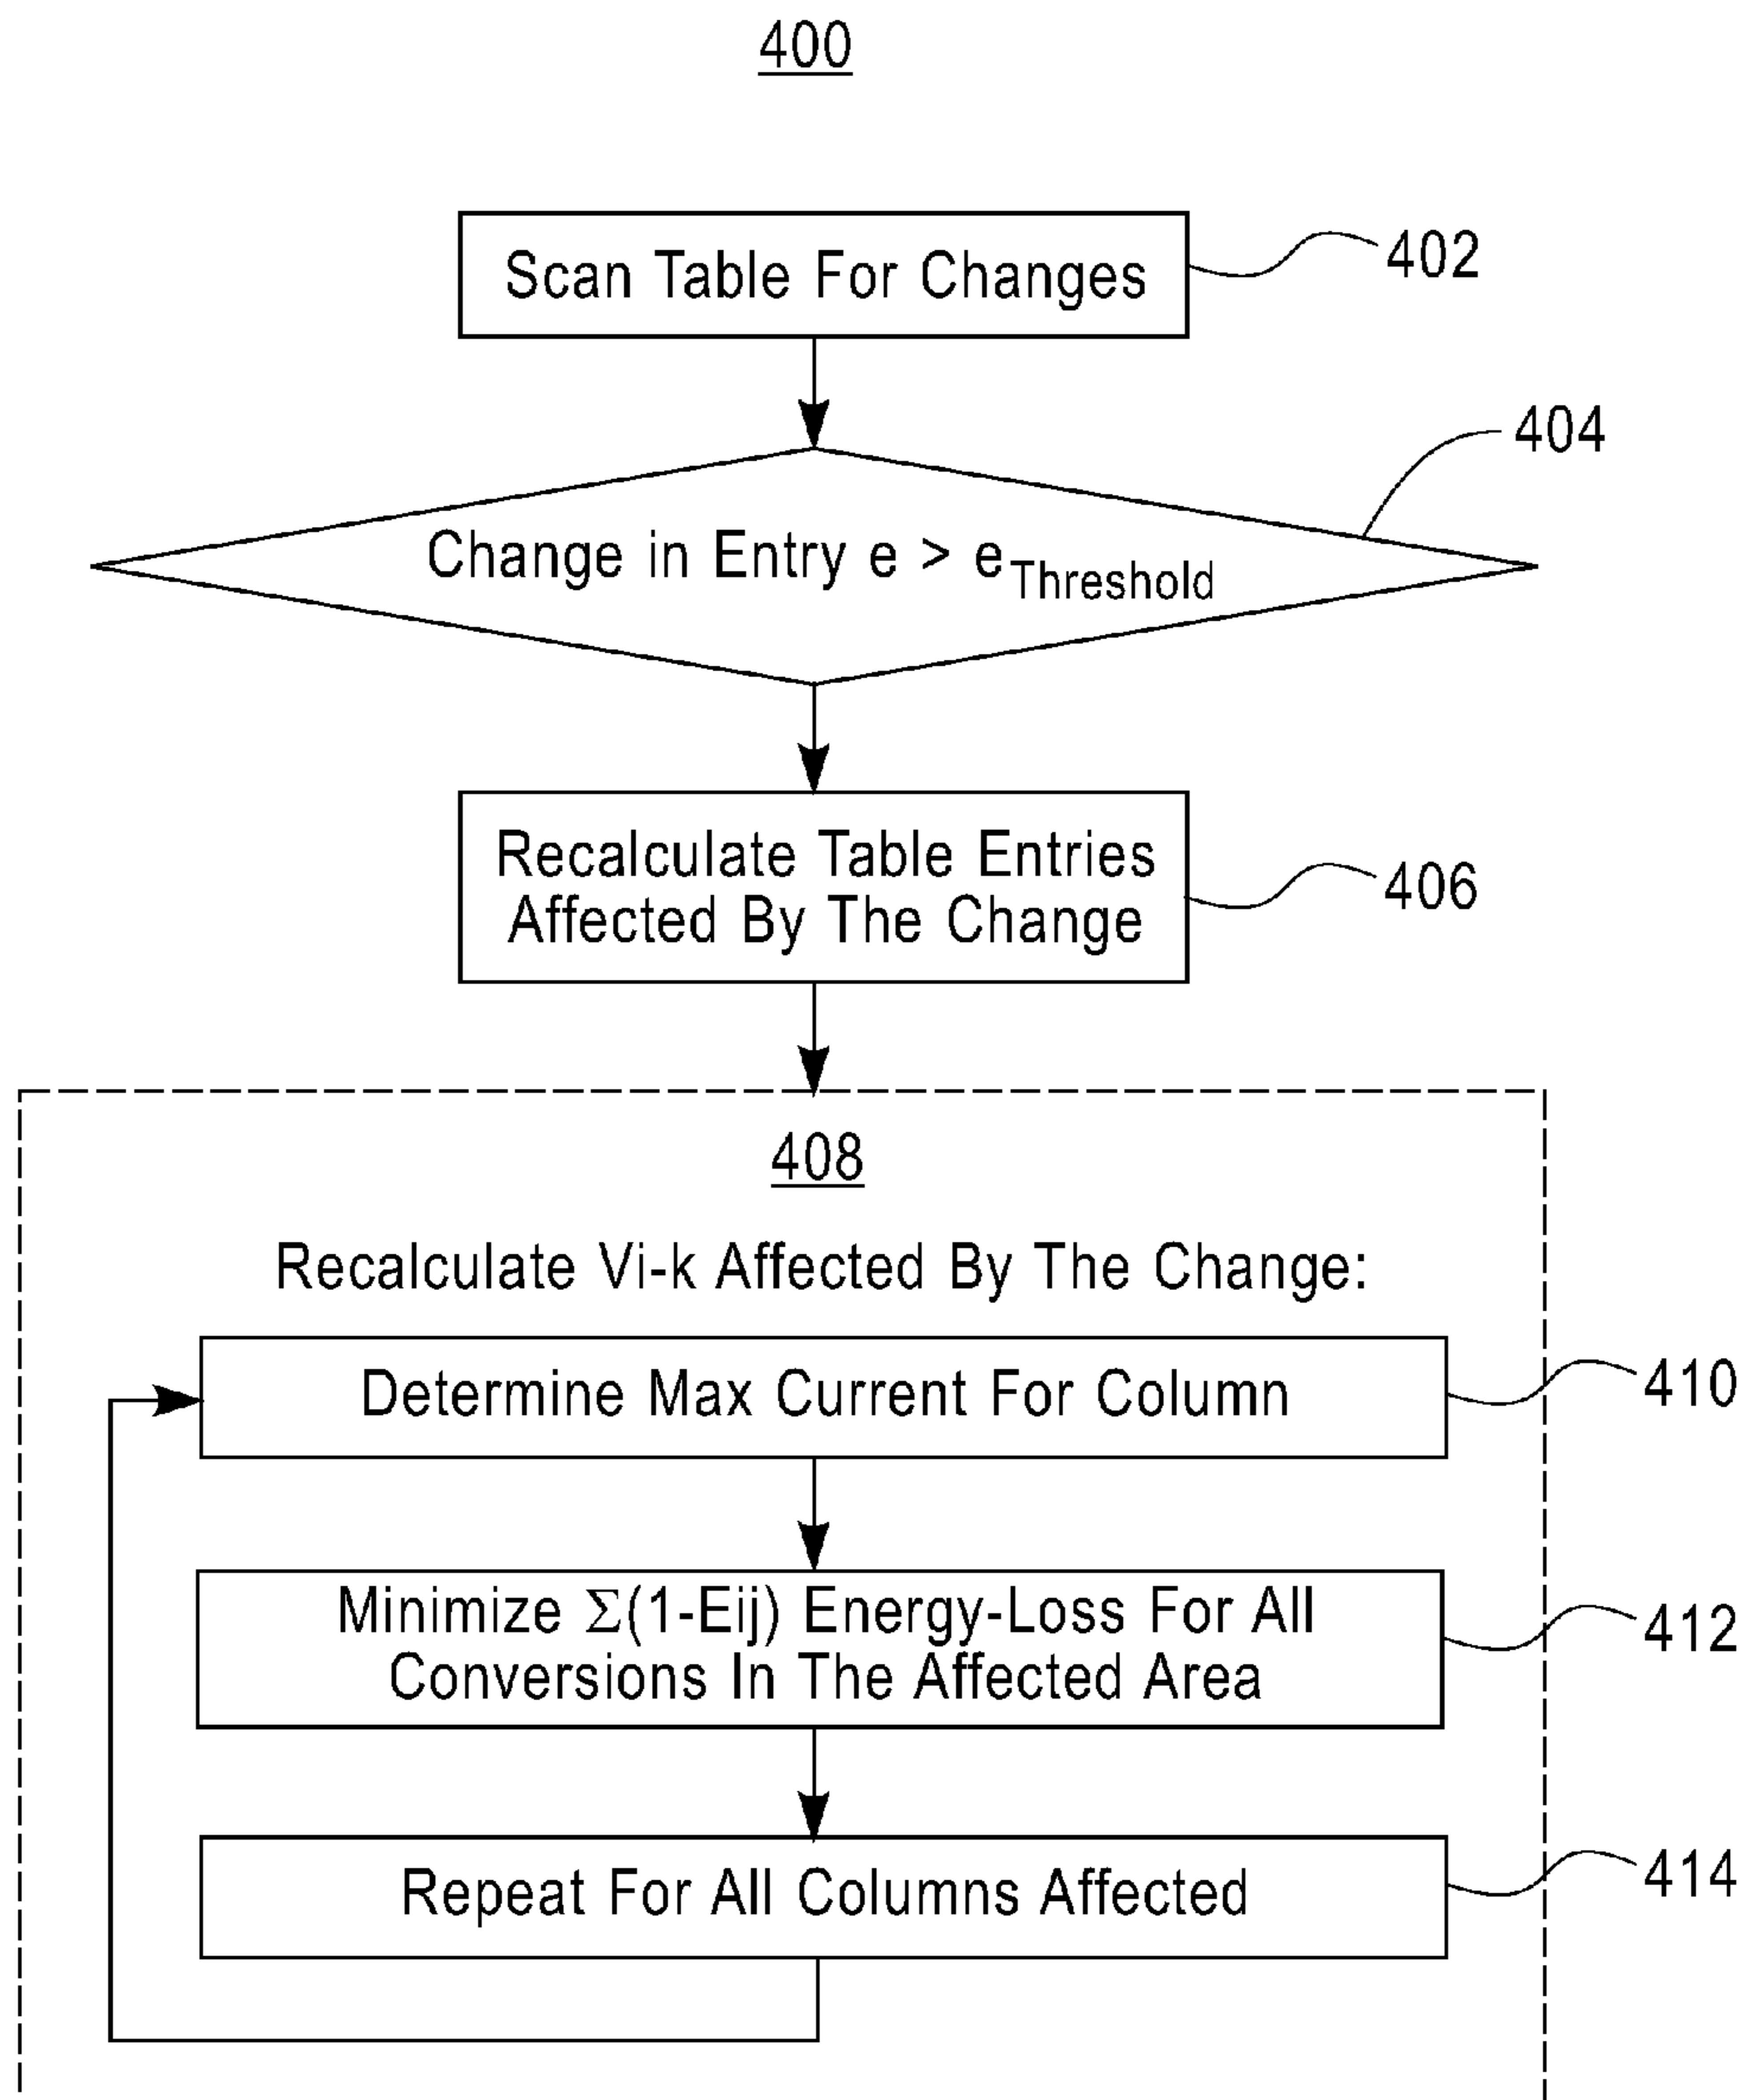 400
Scan Table For Changes
402
404
Change in Entry e > eThreshold
Recalculate Table Entries
Affected By The Change
406
408
Recalculate Vi-k Affected By The Change:
Determine Max Current For Column
410
Minimize Σ(1-Eij) Energy-Loss For All
Conversions In The Affected Area
412
Repeat For All Columns Affected
414